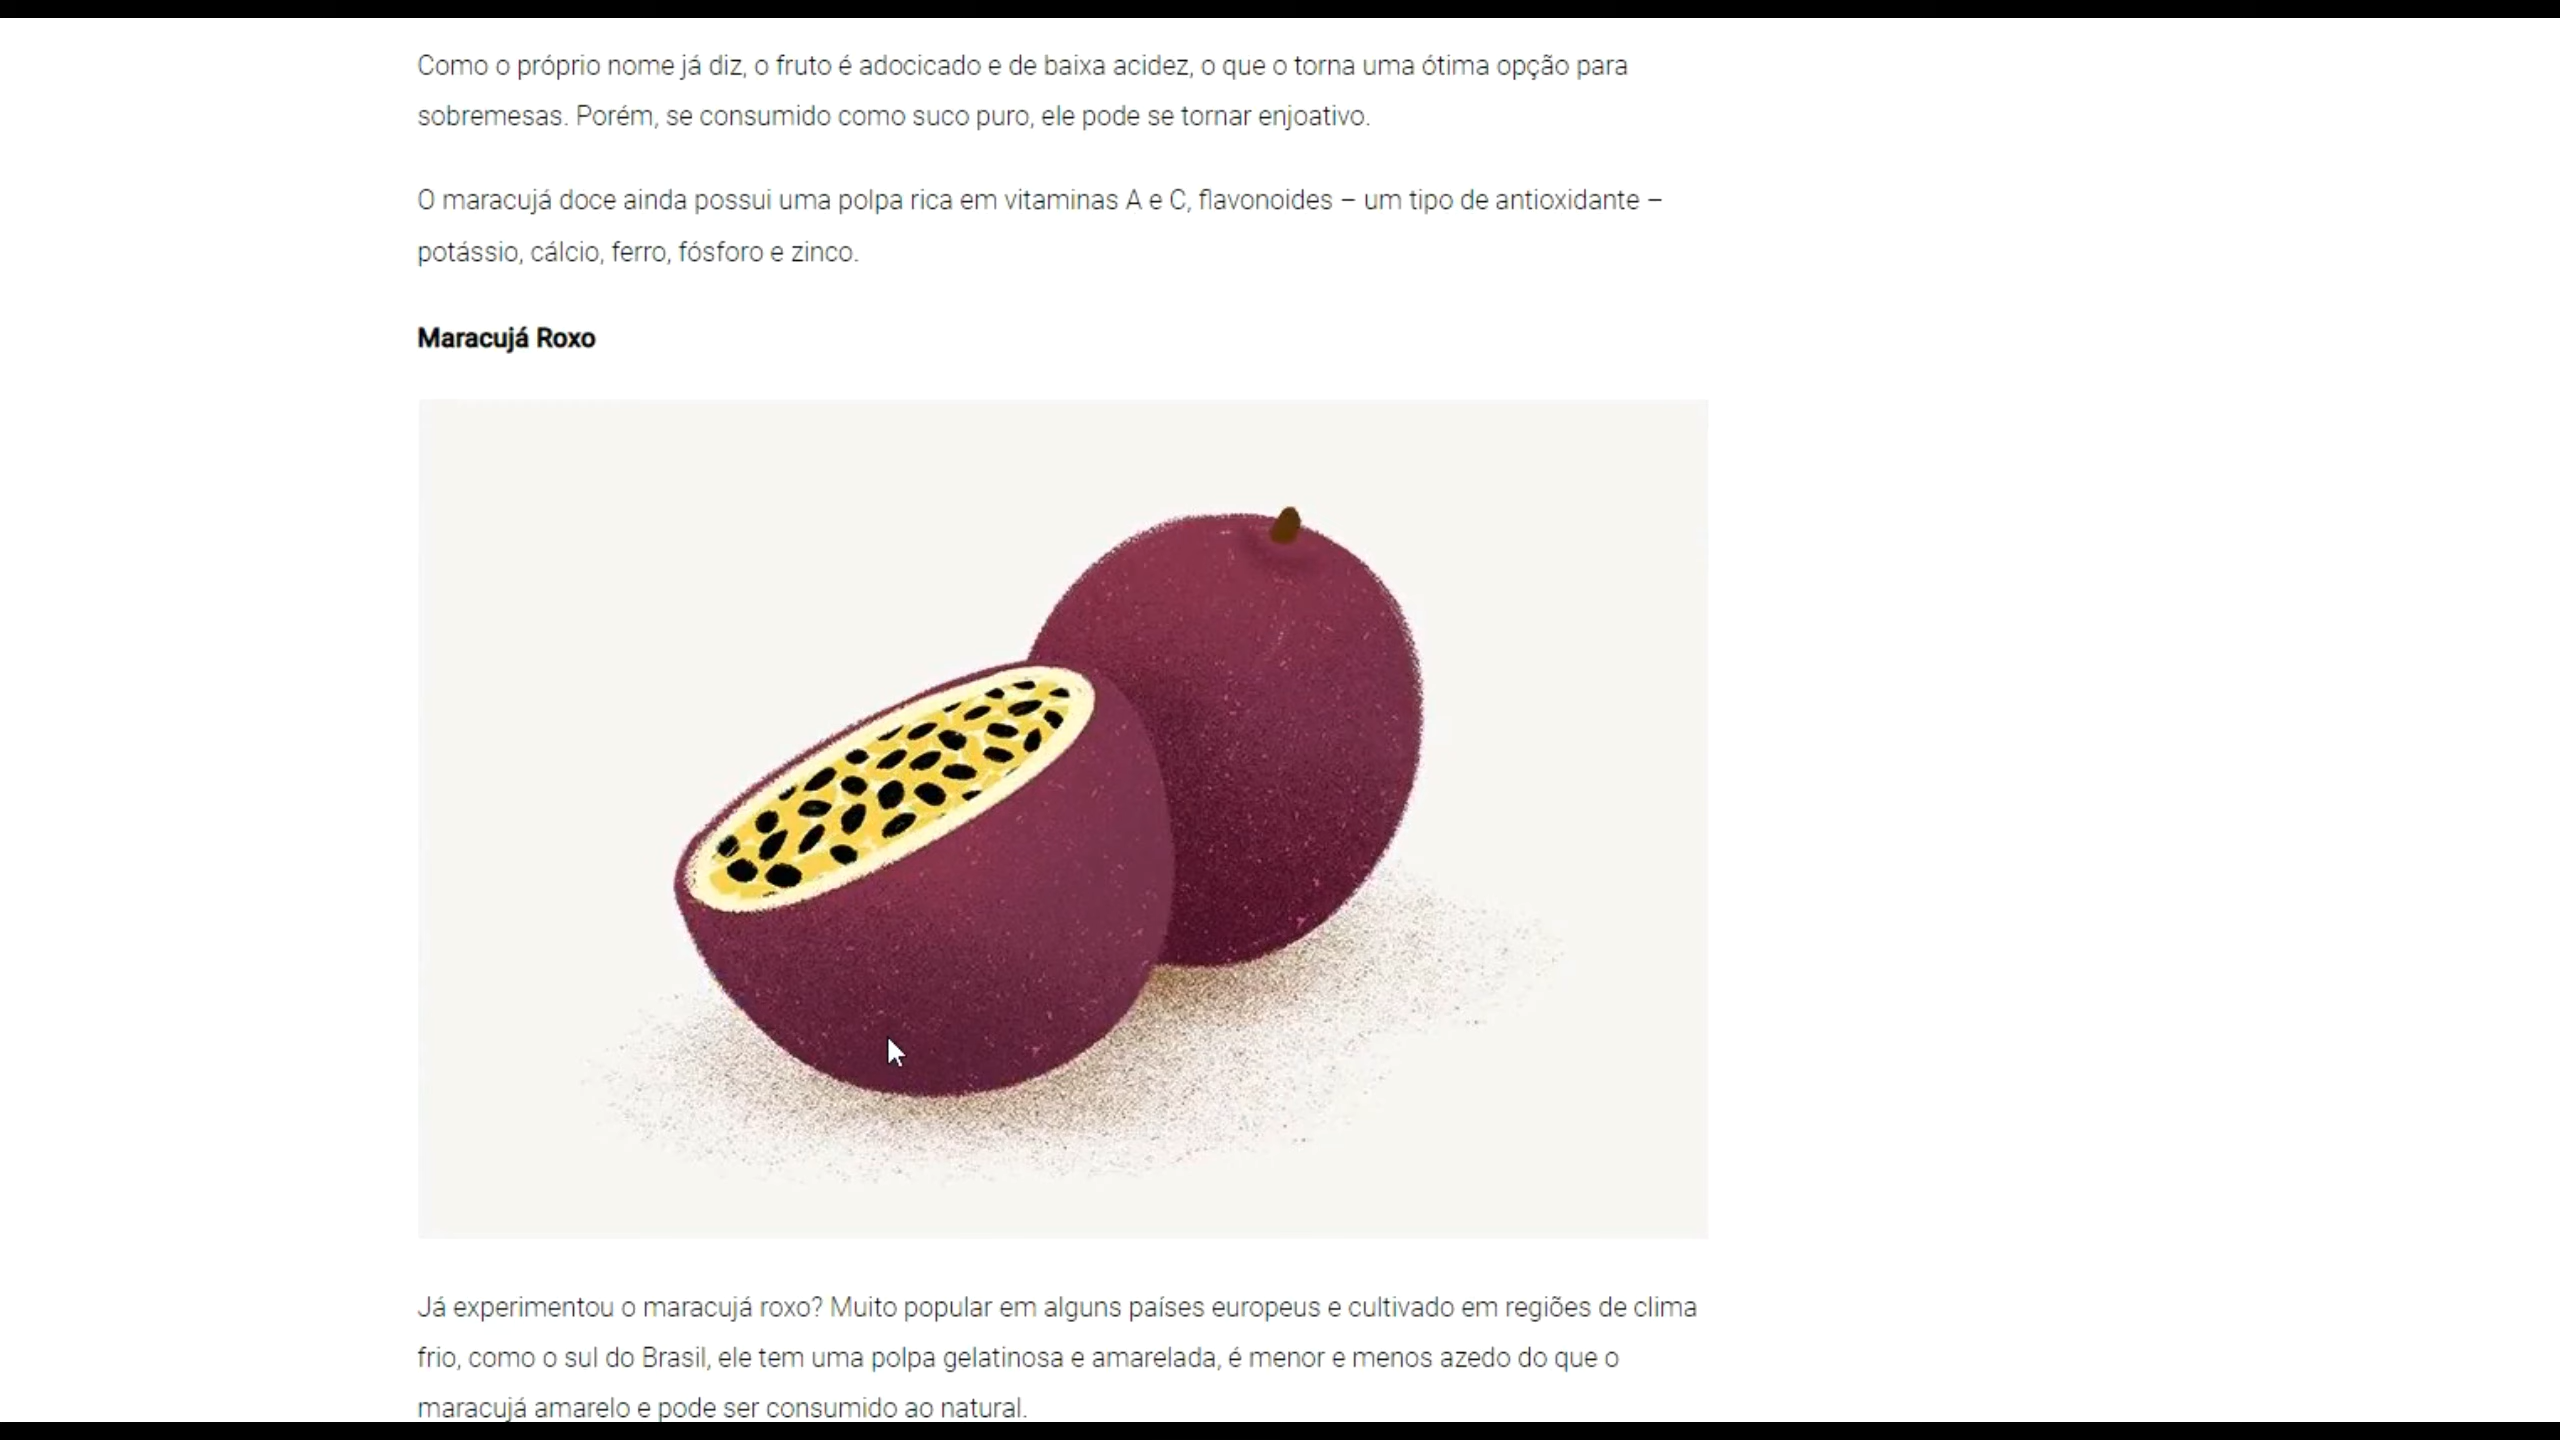 Como o próprio nome já diz, o fruto é adocicado e de baixa acidez, o que o torna uma ótima opção para
sobremesas. Porém, se consumido como suco puro, ele pode se tornar enjoativo.
O maracujá doce ainda possui uma polpa rica em vitaminas A e C, flavonoides – um tipo de antioxidante –
potássio, cálcio, ferro, fósforo e zinco.
Maracujá Roxo
Já experimentou o maracujá roxo? Muito popular em alguns países europeus e cultivado em regiões de clima
frio, como o sul do Brasil, ele tem uma polpa gelatinosa e amarelada, é menor e menos azedo do que o
maracujá amarelo e pode ser consumido ao natural.